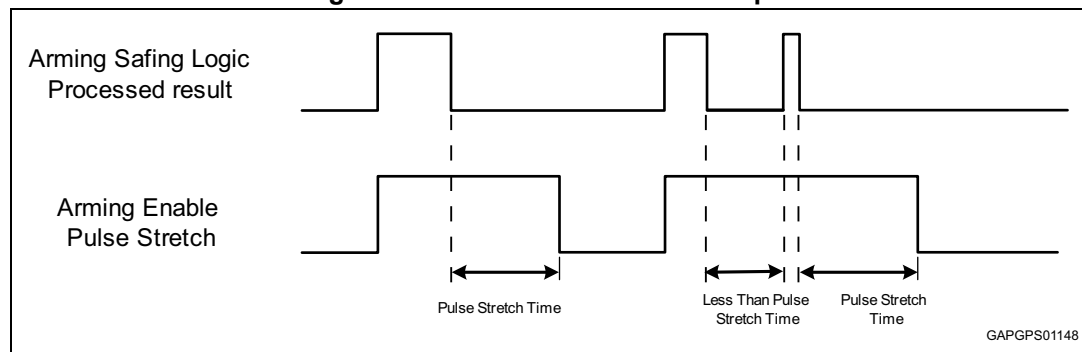 Arming Safing Logic
Processed result
Arming Enable
Pulse Stretch
Pulse Stretch Time
Less Than Pulse
Stretch Time
Pulse Stretch
Time
GAPGPS01148